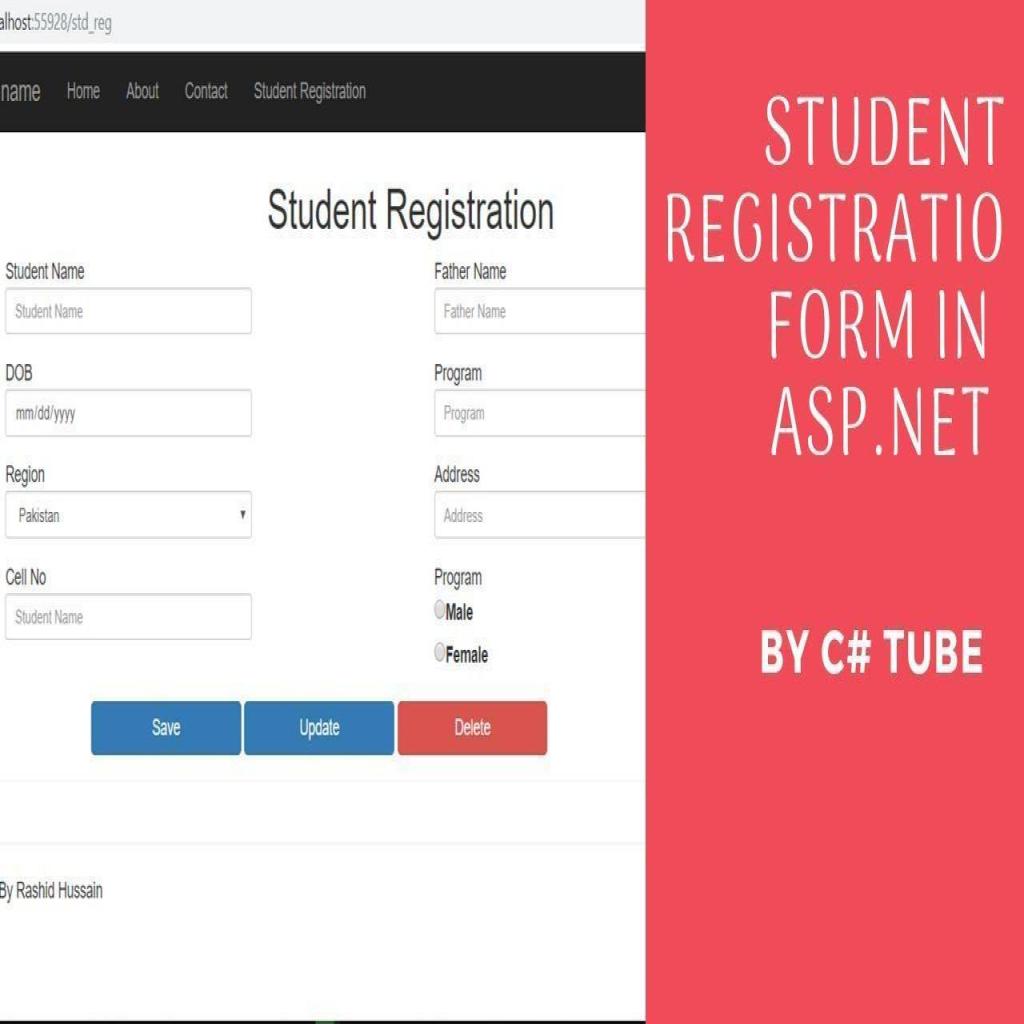 alhost:55928/std_reg
name Home About Contact Student Registration
Student Registration
Student Name Father Name
Student Name Father Name
DOB Program
mm/dd/yyyy Program
Region Address
Pakistan Address
Cell No Program
Student Name Male
Female
Save Update Delete
By Rashid Hussain
STUDENT
REGISTRATIO
FORM IN
ASP.NET
BY C# TUBE